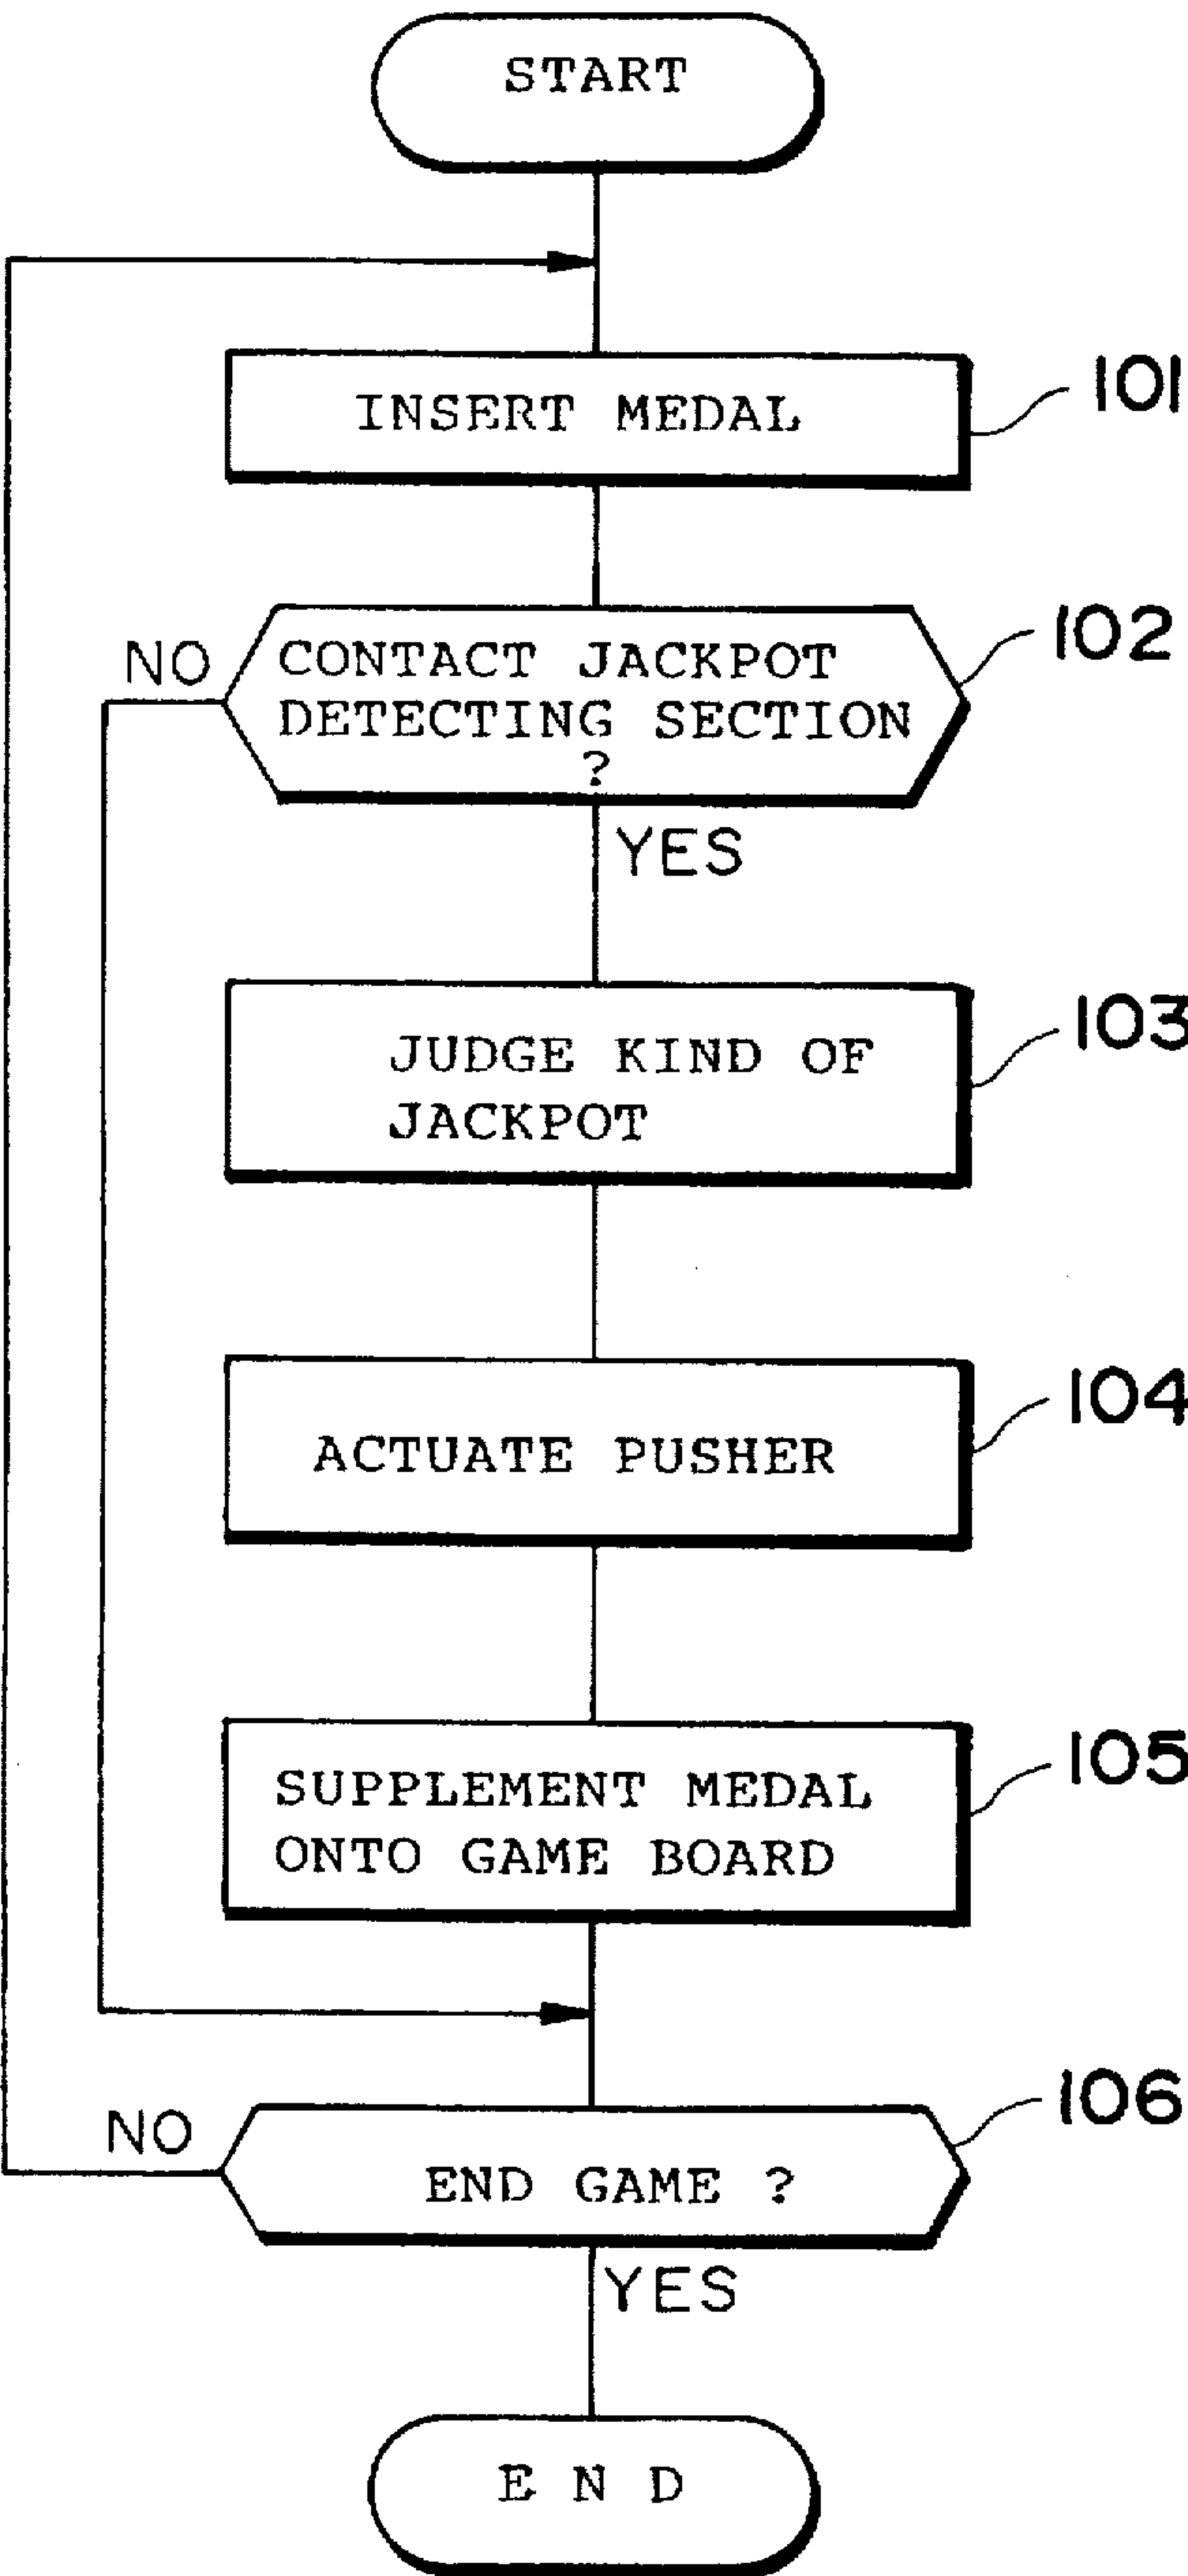 START
INSERT MEDAL
101
CONTACT JACKPOT
DETECTING SECTION
?
102
NO
YES
JUDGE KIND OF
JACKPOT
103
ACTUATE PUSHER
104
SUPPLEMENT MEDAL
ONTO GAME BOARD
105
END GAME ?
106
NO
YES
E N D